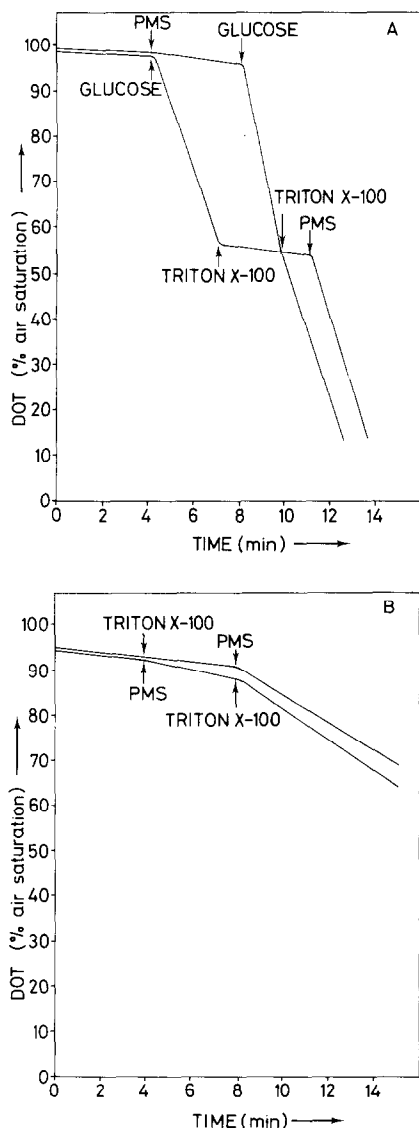 A
PMS
GLUCOSE
GLUCOSE
TRITON X-100
PMS
TRITON X-100
100
90
80
70
60
50
40
30
20
10
0
DOT (% air saturation)
0 2 4 6 8 10 12 14
TIME (min)
B
TRITON X-100
PMS
PMS
TRITON X-100
100
90
80
70
60
50
40
30
20
10
0
DOT (% air saturation)
0 2 4 6 8 10 12 14
TIME (min)